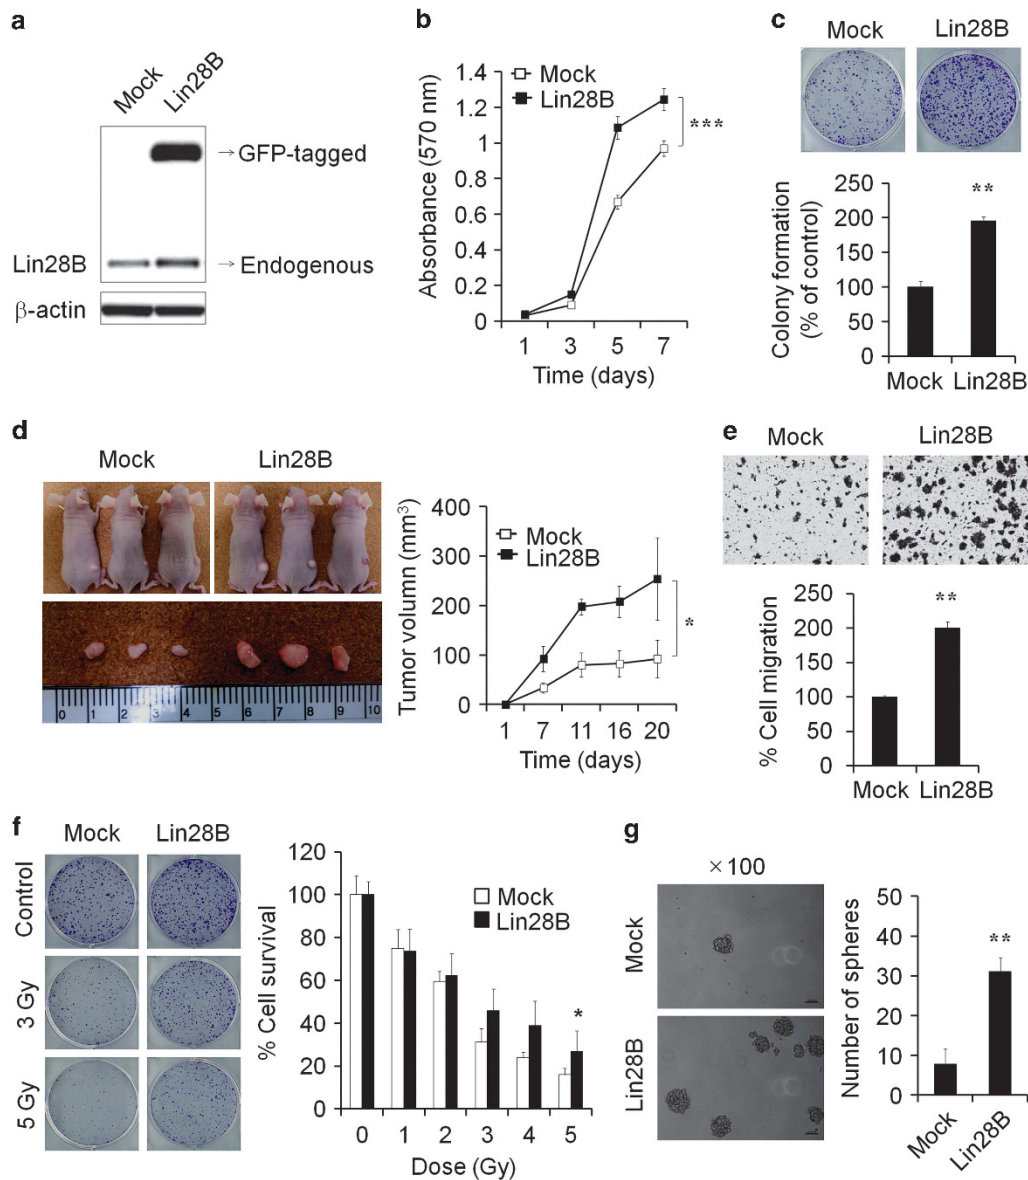 a
Mock
Lin28B
→GFP-tagged
Lin28B
→Endogenous
β-actin
b
Absorbance (570 nm)
1.4
1.2
1
0.8
0.6
0.4
0.2
0
Mock
Lin28B
***
1 3 5 7
Time (days)
c
Mock Lin28B
Colony formation
(% of control)
250
200
150
100
50
0
**
Mock Lin28B
d
Mock Lin28B
0 1 2 3 4 5 6 7 8 9 10
Tumor volumn (mm³)
400
300
200
100
0
Mock
Lin28B
*
1 7 11 16 20
Time (days)
e
Mock Lin28B
% Cell migration
250
200
150
100
50
0
**
Mock Lin28B
f
Mock Lin28B
Control
3 Gy
5 Gy
% Cell survival
120
100
80
60
40
20
0
Mock
Lin28B
*
0 1 2 3 4 5
Dose (Gy)
g
×100
Mock
Lin28B
Number of spheres
50
40
30
20
10
0
**
Mock
Lin28B